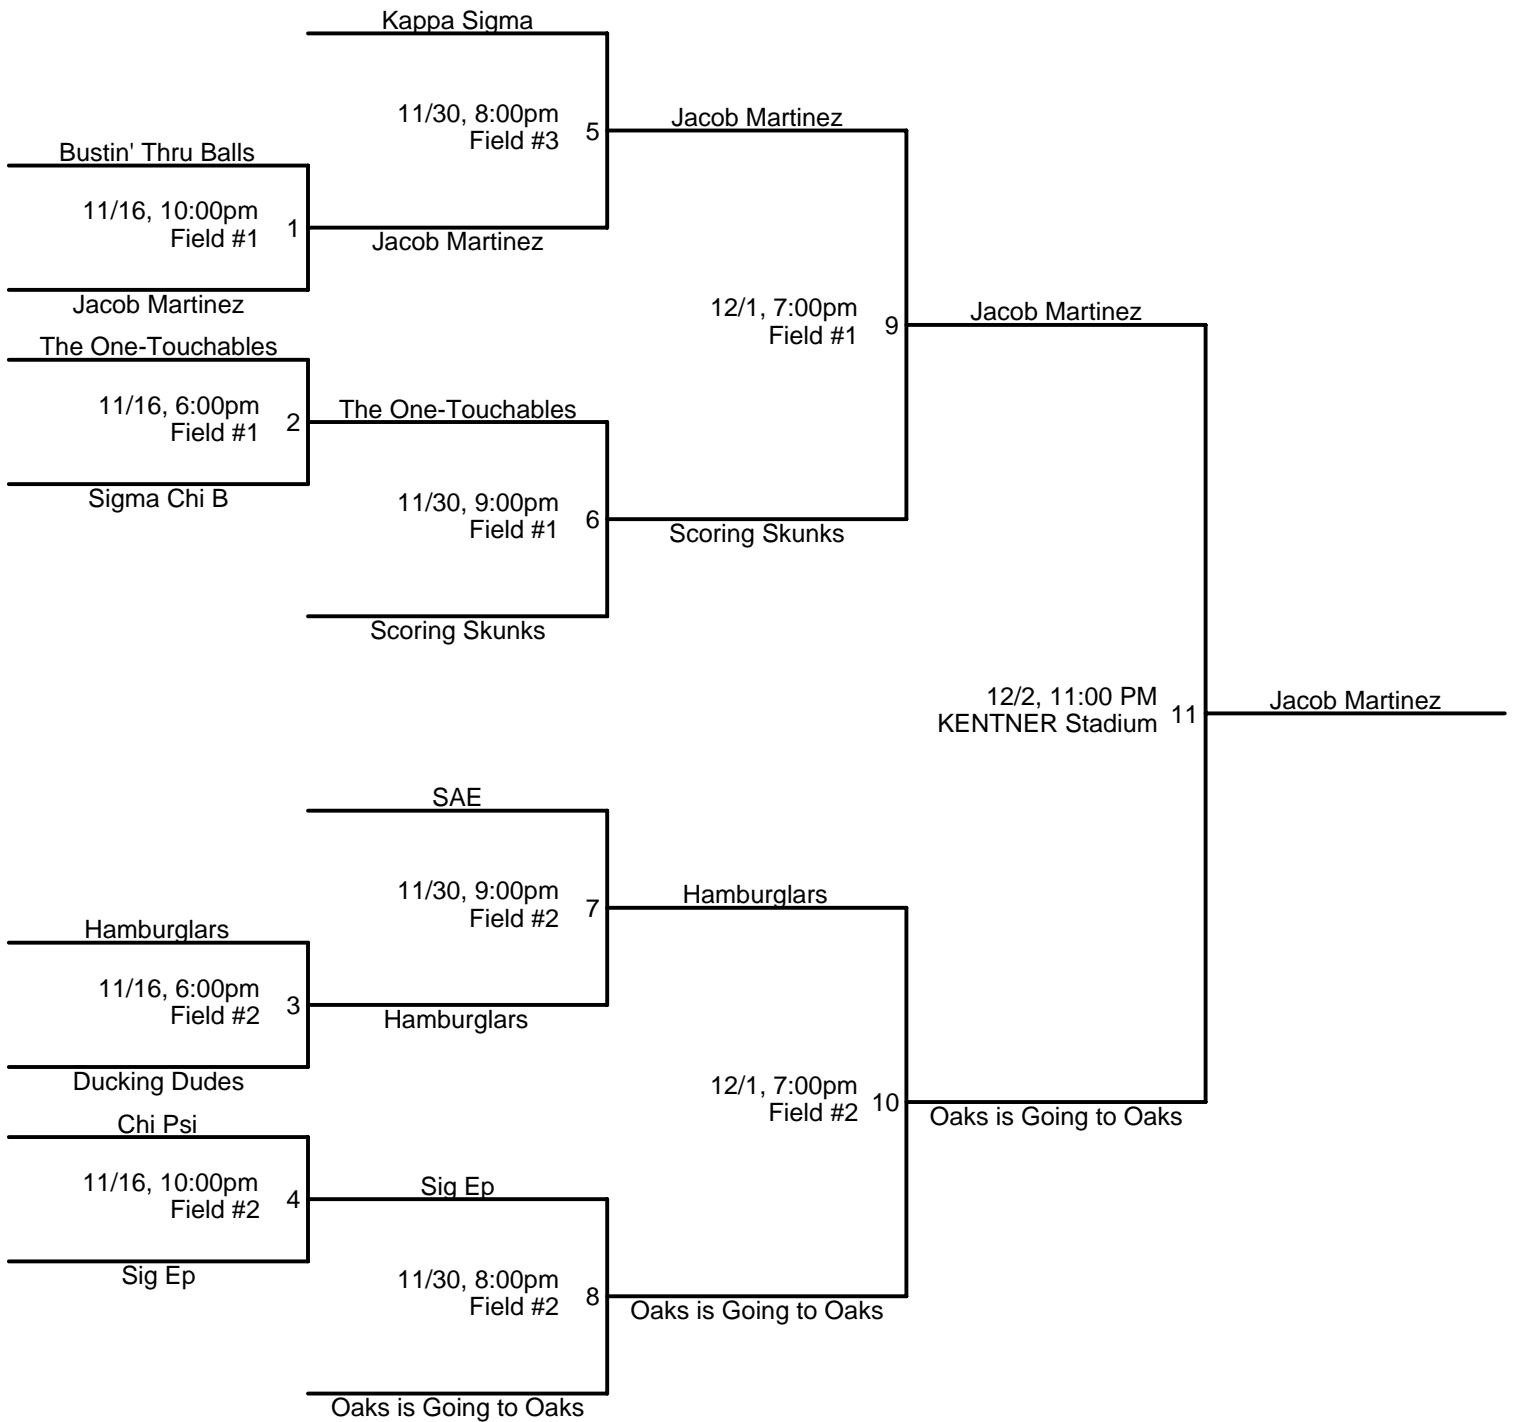 Kappa Sigma
11/30, 8:00pm
Field #3
5
Jacob Martinez
Bustin' Thru Balls
11/16, 10:00pm
Field #1
1
Jacob Martinez
Jacob Martinez
12/1, 7:00pm
Field #1
9
Jacob Martinez
The One-Touchables
11/16, 6:00pm
Field #1
2
The One-Touchables
Sigma Chi B
11/30, 9:00pm
Field #1
6
Scoring Skunks
Scoring Skunks
12/2, 11:00 PM
KENTNER Stadium
11
Jacob Martinez
SAE
11/30, 9:00pm
Field #2
7
Hamburglars
Hamburglars
11/16, 6:00pm
Field #2
3
Hamburglars
Ducking Dudes
12/1, 7:00pm
Field #2
10
Oaks is Going to Oaks
Chi Psi
11/16, 10:00pm
Field #2
4
Sig Ep
Sig Ep
11/30, 8:00pm
Field #2
8
Oaks is Going to Oaks
Oaks is Going to Oaks